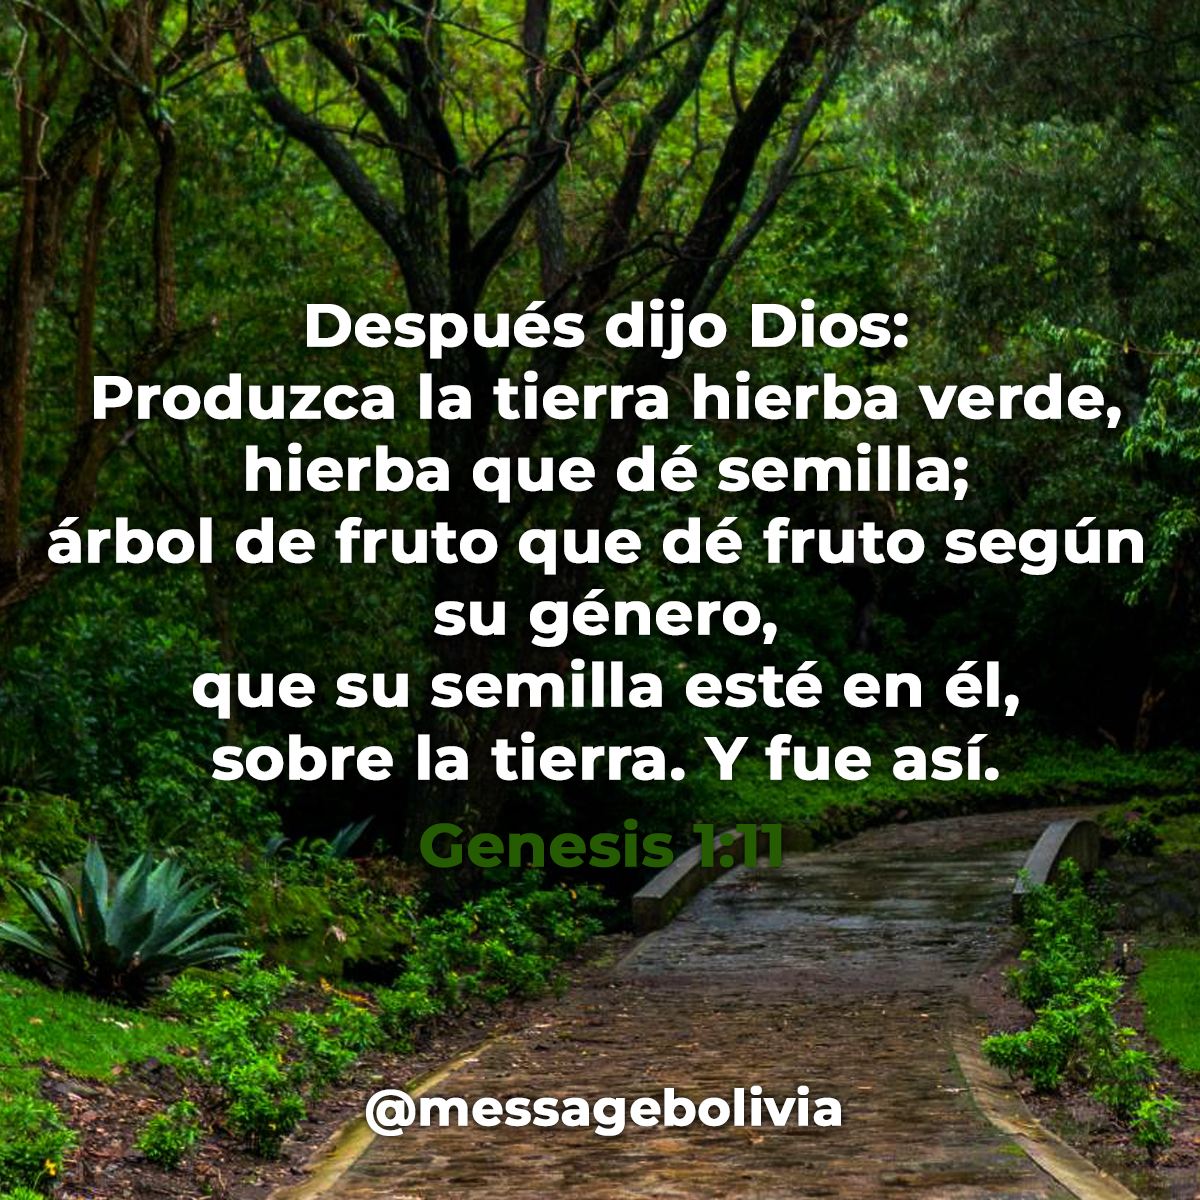 Después dijo Dios:
Produzca la tierra hierba verde,
hierba que dé semilla;
árbol de fruto que dé fruto según
su género,
que su semilla esté en él,
sobre la tierra. Y fue así.
Genesis 1:11
@messagebolivia